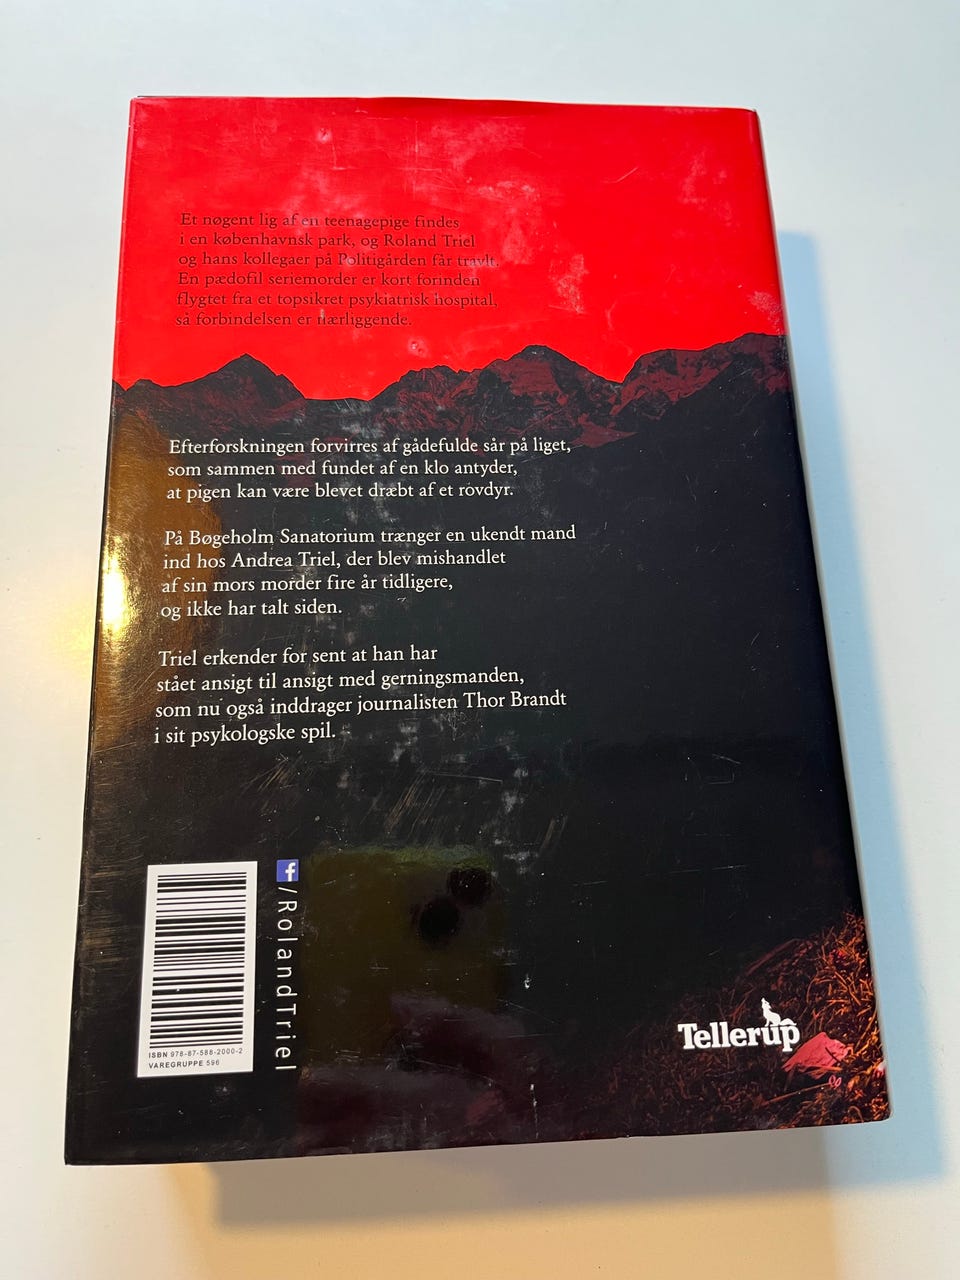 Et nøgent lig af en teenagepige findes
i en københavnsk park, og Roland Triel
og hans kollegaer på Politigården får travlt.
En pædofil seriemorder er kort forinden
flygtet fra et topsikret psykiatrisk hospital,
så forbindelsen er nærliggende.
Efterforskningen forvirres af gådefulde sår på liget,
som sammen med fundet af en klo antyder,
at pigen kan være blevet dræbt af et rovdyr.
På Bøgeholm Sanatorium trænger en ukendt mand
ind hos Andrea Triel, der blev mishandlet
af sin mors morder fire år tidligere,
og ikke har talt siden.
Triel erkender for sent at han har
stået ansigt til ansigt med gerningsmanden,
som nu også inddrager journalisten Thor Brandt
i sit psykologske spil.
ISBN 978-87-588-2000-2
VAREGRUPPE 596
f/RolandTriel
Tellerup